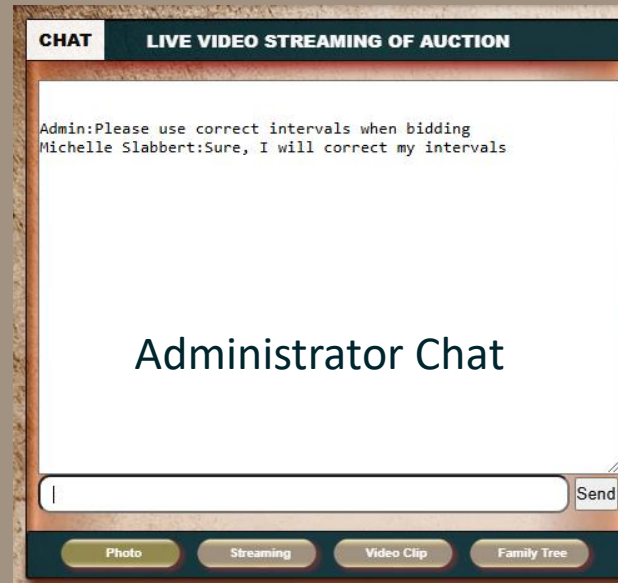 CHAT LIVE VIDEO STREAMING OF AUCTION
Admin:Please use correct intervals when bidding
Michelle Slabbert:Sure, I will correct my intervals
Administrator Chat
Send
Photo Streaming Video Clip Family Tree